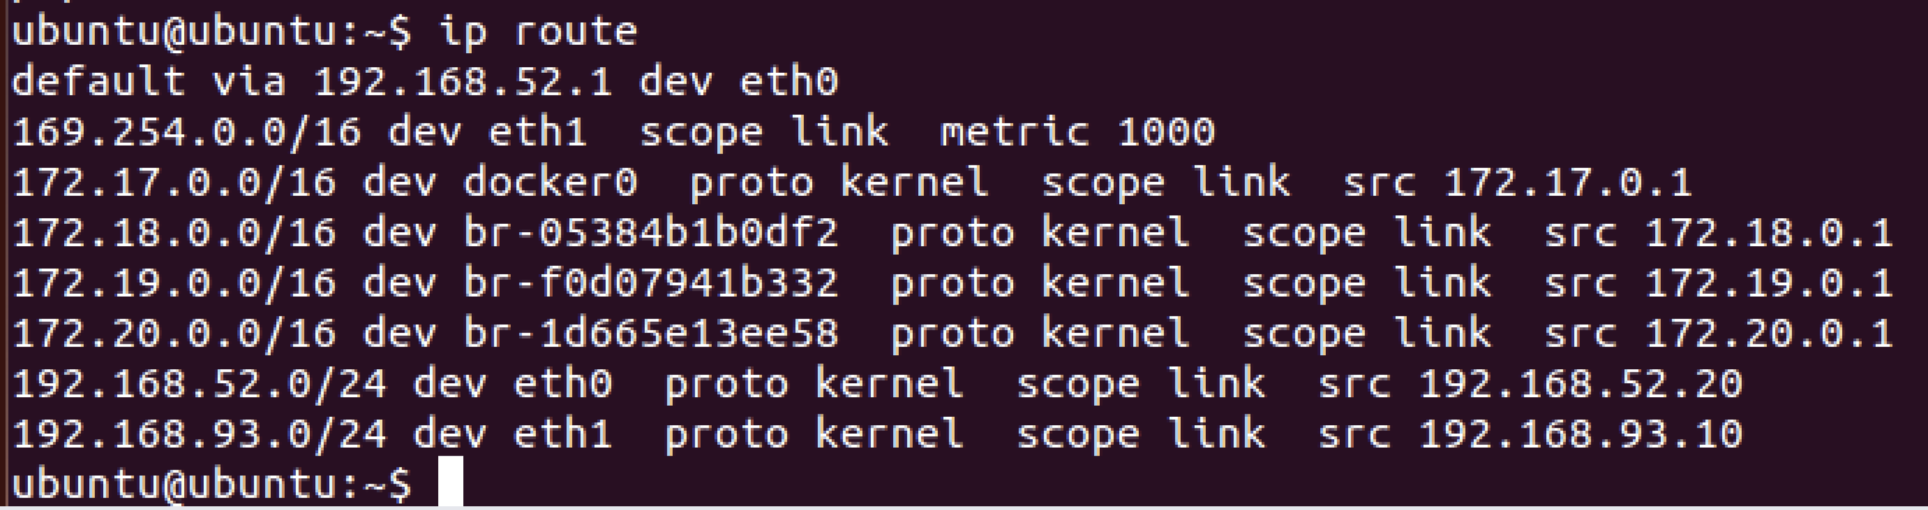 ubuntu@ubuntu:~$ ip route
default via 192.168.52.1 dev eth0
169.254.0.0/16 dev eth1  scope link  metric 1000
172.17.0.0/16 dev docker0  proto kernel  scope link  src 172.17.0.1
172.18.0.0/16 dev br-05384b1b0df2  proto kernel  scope link  src 172.18.0.1
172.19.0.0/16 dev br-f0d07941b332  proto kernel  scope link  src 172.19.0.1
172.20.0.0/16 dev br-1d665e13ee58  proto kernel  scope link  src 172.20.0.1
192.168.52.0/24 dev eth0  proto kernel  scope link  src 192.168.52.20
192.168.93.0/24 dev eth1  proto kernel  scope link  src 192.168.93.10
ubuntu@ubuntu:~$